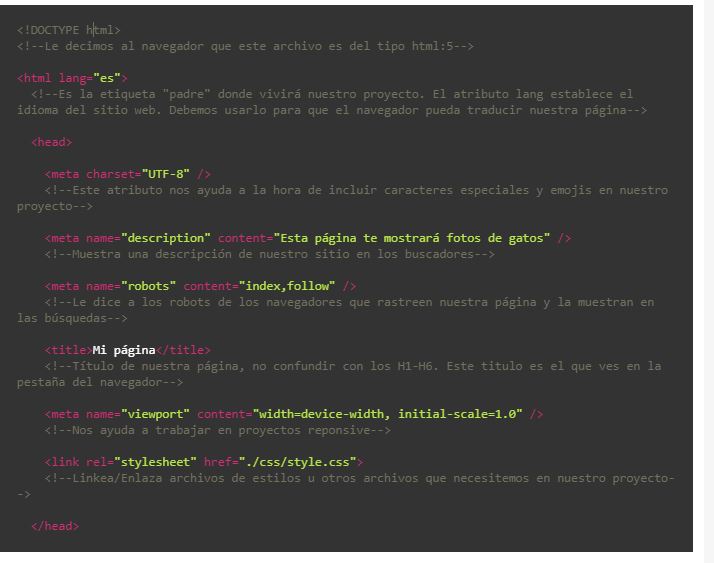 <!DOCTYPE html>
<!--Le decimos al navegador que este archivo es del tipo html:5-->
<html lang="es">
<!--Es la etiqueta "padre" donde vivirá nuestro proyecto. El atributo lang establece el
idioma del sitio web. Debemos usarlo para que el navegador pueda traducir nuestra página-->
<head>
<meta charset="UTF-8" />
<!--Este atributo nos ayuda a la hora de incluir caracteres especiales y emojis en nuestro
proyecto-->
<meta name="description" content="Esta página te mostrará fotos de gatos" />
<!--Muestra una descripción de nuestro sitio en los buscadores-->
<meta name="robots" content="index,follow" />
<!--Le dice a los robots de los navegadores que rastreen nuestra página y la muestran en
las búsquedas-->
<title>Mi página</title>
<!--Título de nuestra página, no confundir con los H1-H6. Este titulo es el que ves en la
pestaña del navegador-->
<meta name="viewport" content="width=device-width, initial-scale=1.0" />
<!--Nos ayuda a trabajar en proyectos reponsive-->
<link rel="stylesheet" href="./css/style.css">
<!--Linkea/Enlaza archivos de estilos u otros archivos que necesitemos en nuestro proyecto-
->
</head>